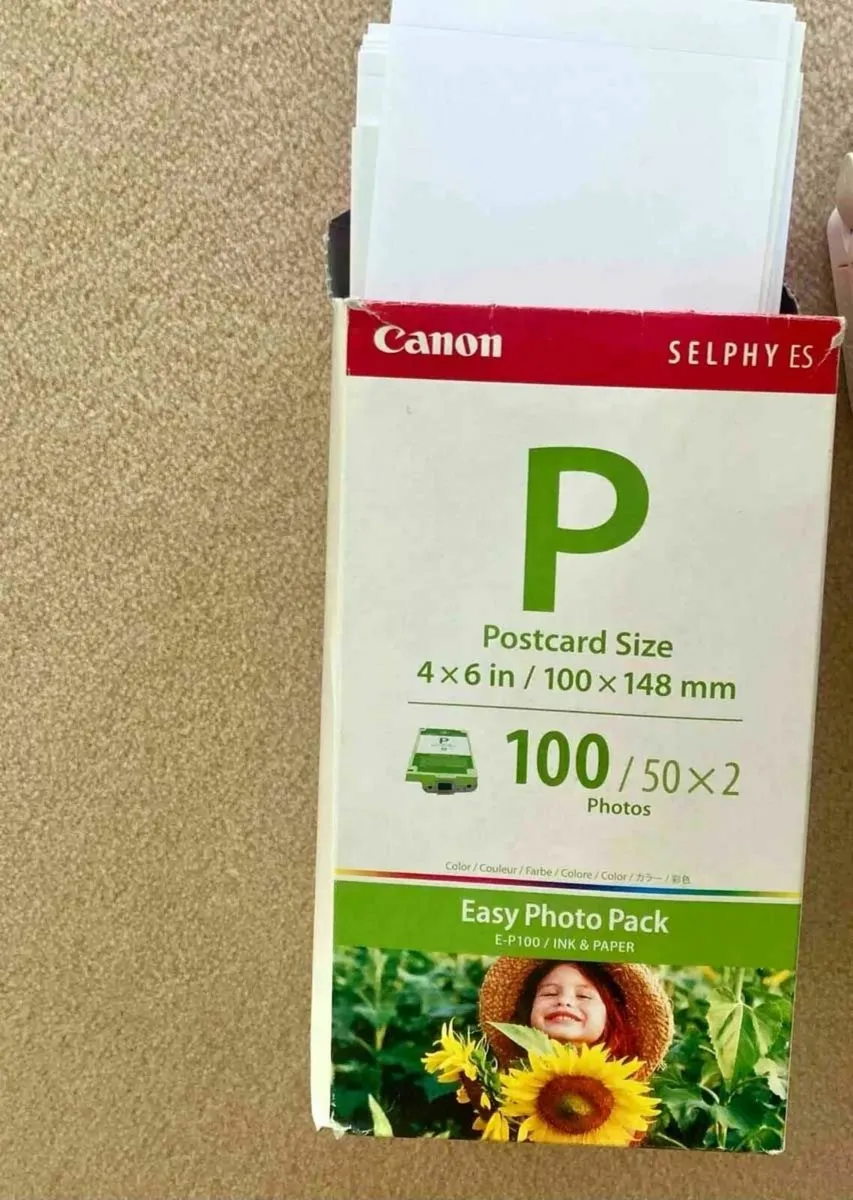 Canon
SELPHY ES
P
Postcard Size
4×6 in / 100×148 mm
P
100 / 50×2
Photos
Color / Couleur / Farbe / Colore / Color / カラー / 彩色
Easy Photo Pack
E-P100 / INK & PAPER